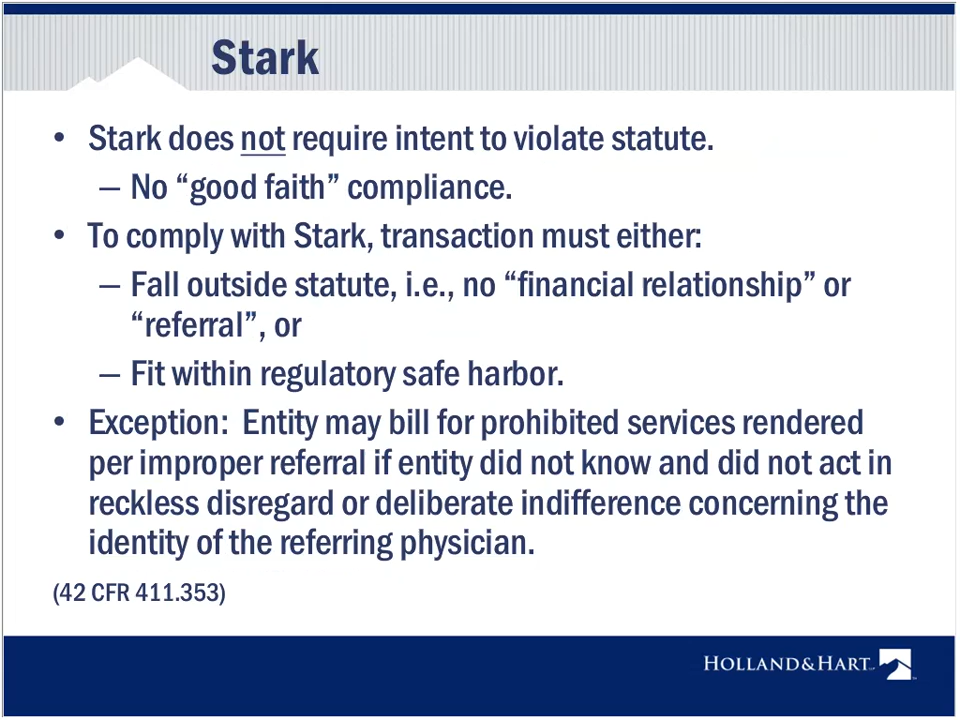 Stark
• Stark does not require intent to violate statute.
– No “good faith” compliance.
• To comply with Stark, transaction must either:
– Fall outside statute, i.e., no “financial relationship” or
“referral”, or
– Fit within regulatory safe harbor.
• Exception:  Entity may bill for prohibited services rendered
per improper referral if entity did not know and did not act in
reckless disregard or deliberate indifference concerning the
identity of the referring physician.
(42 CFR 411.353)
HOLLAND&HART